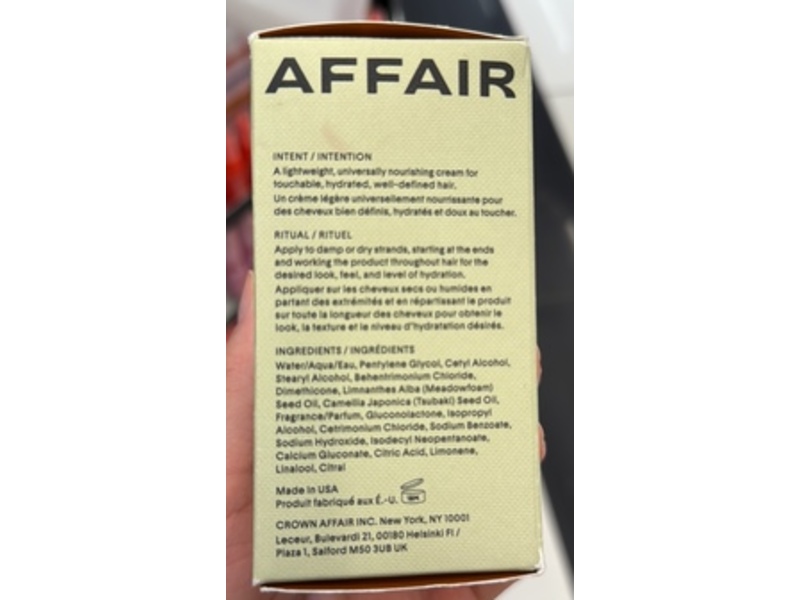 AFFAIR
INTENT / INTENTION
A lightweight, universally nourishing cream for
touchable, hydrated, well-defined hair.
Un crème légère universellement nourrissante pour
des cheveux bien définis, hydratés et doux au toucher.
RITUAL / RITUEL
Apply to damp or dry strands, starting at the ends
and working the product throughout hair for the
desired look, feel, and level of hydration.
Appliquer sur les cheveux secs ou humides en
partant des extrémités et en répartissant le produit
sur toute la longueur des cheveux pour obtenir le
look, la texture et le niveau d'hydratation désirés.
INGREDIENTS / INGRÉDIENTS
Water/Aqua/Eau, Pentylene Glycol, Cetyl Alcohol,
Stearyl Alcohol, Behentrimonium Chloride,
Dimethicone, Limnanthes Alba (Meadowfoam)
Seed Oil, Camellia Japonica (Tsubaki) Seed Oil,
Fragrance/Parfum, Gluconolactone, Isopropyl
Alcohol, Cetrimonium Chloride, Sodium Benzoate,
Sodium Hydroxide, Isodecyl Neopentanoate,
Calcium Gluconate, Citric Acid, Limonene,
Linalool, Citral
Made in USA
Produit fabriqué aux É.-U.
CROWN AFFAIR INC. New York, NY 10001
Leceur, Bulevardi 21, 00180 Helsinki FI /
Plaza 1, Salford M50 3UB UK